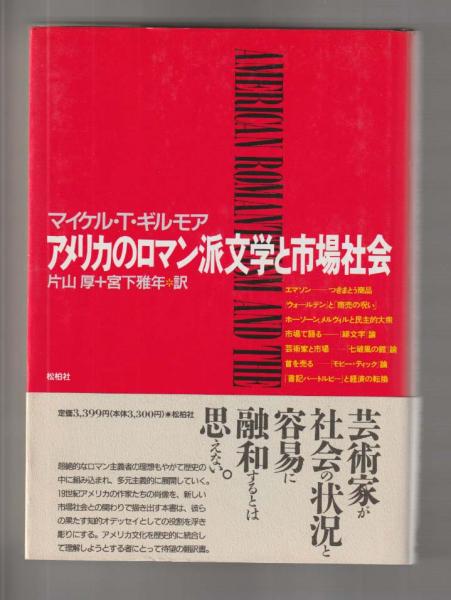 AMERICAN ROMANTICISM AND THE
マイケル・T・ギルモア
アメリカのロマン派文学と市場社会
片山 厚+宮下雅年❖訳
エマソン——つきまとう商品
『ウォールデン』と「商売の呪い」
ホーソーン、メルヴィルと民主的大衆
市場で語る——『緋文字』論
芸術家と市場——『七破風の館』論
首を売る——『モビー・ディック』論
「書記バートルビー」と経済の転換
松柏社
定価3,399円(本体3,300円)❖松柏社
芸術家が
社会の状況と
容易に
融和するとは
思えない。
超絶的なロマン主義者の理想もやがて歴史の
中に組み込まれ、多元主義的に展開していく。
19世紀アメリカの作家たちの肖像を、新しい
市場社会との関わりで描き出す本書は、彼ら
の果たす知的オデッセイとしての役割を浮き
彫りにする。アメリカ文化を歴史的に統合し
て理解しようとする者にとって待望の翻訳書。